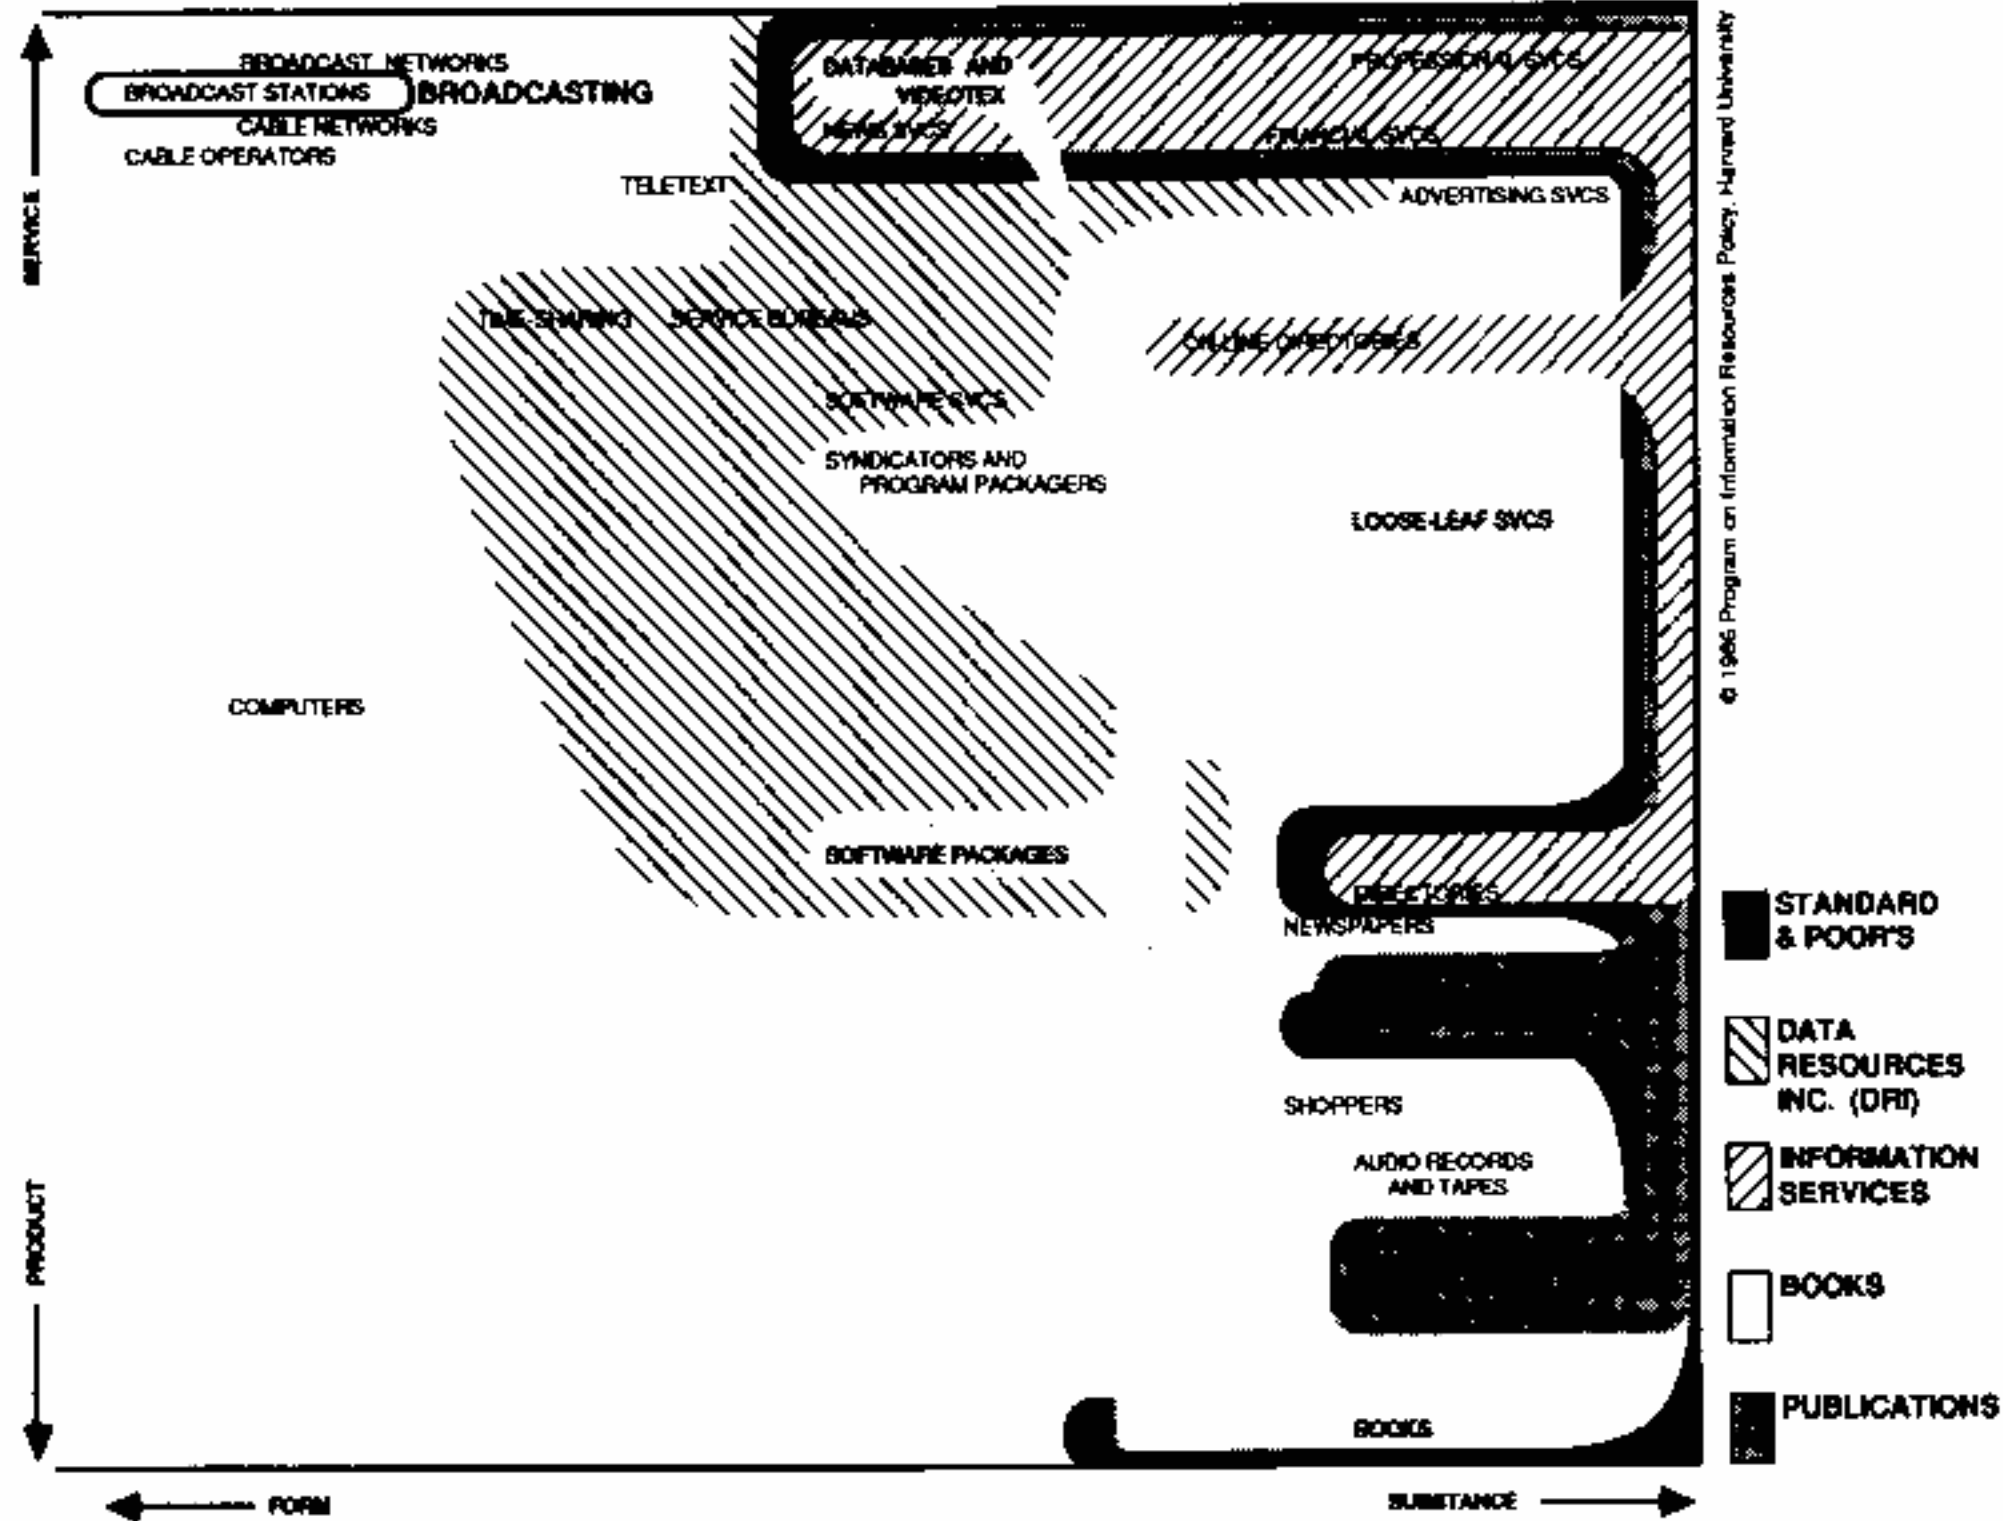 BROADCAST NETWORKS
BROADCAST STATIONS BROADCASTING
CABLE NETWORKS
CABLE OPERATORS
TELETEXT
DATABASES AND
VIDEOTEX
NEWS SVCS
PROFESSIONAL SVCS
FINANCIAL SVCS
ADVERTISING SVCS
TIME-SHARING SERVICE BUREAUS
ON-LINE DIRECTORIES
SOFTWARE SVCS
SYNDICATORS AND
PROGRAM PACKAGERS
LOOSE-LEAF SVCS
COMPUTERS
SOFTWARE PACKAGES
DIRECTORIES
NEWSPAPERS
SHOPPERS
AUDIO RECORDS
AND TAPES
BOOKS
SERVICE
PRODUCT
FORM
SUBSTANCE
© 1986 Program on Information Resources Policy, Harvard University
STANDARD
& POOR'S
DATA
RESOURCES
INC. (DRI)
INFORMATION
SERVICES
BOOKS
PUBLICATIONS